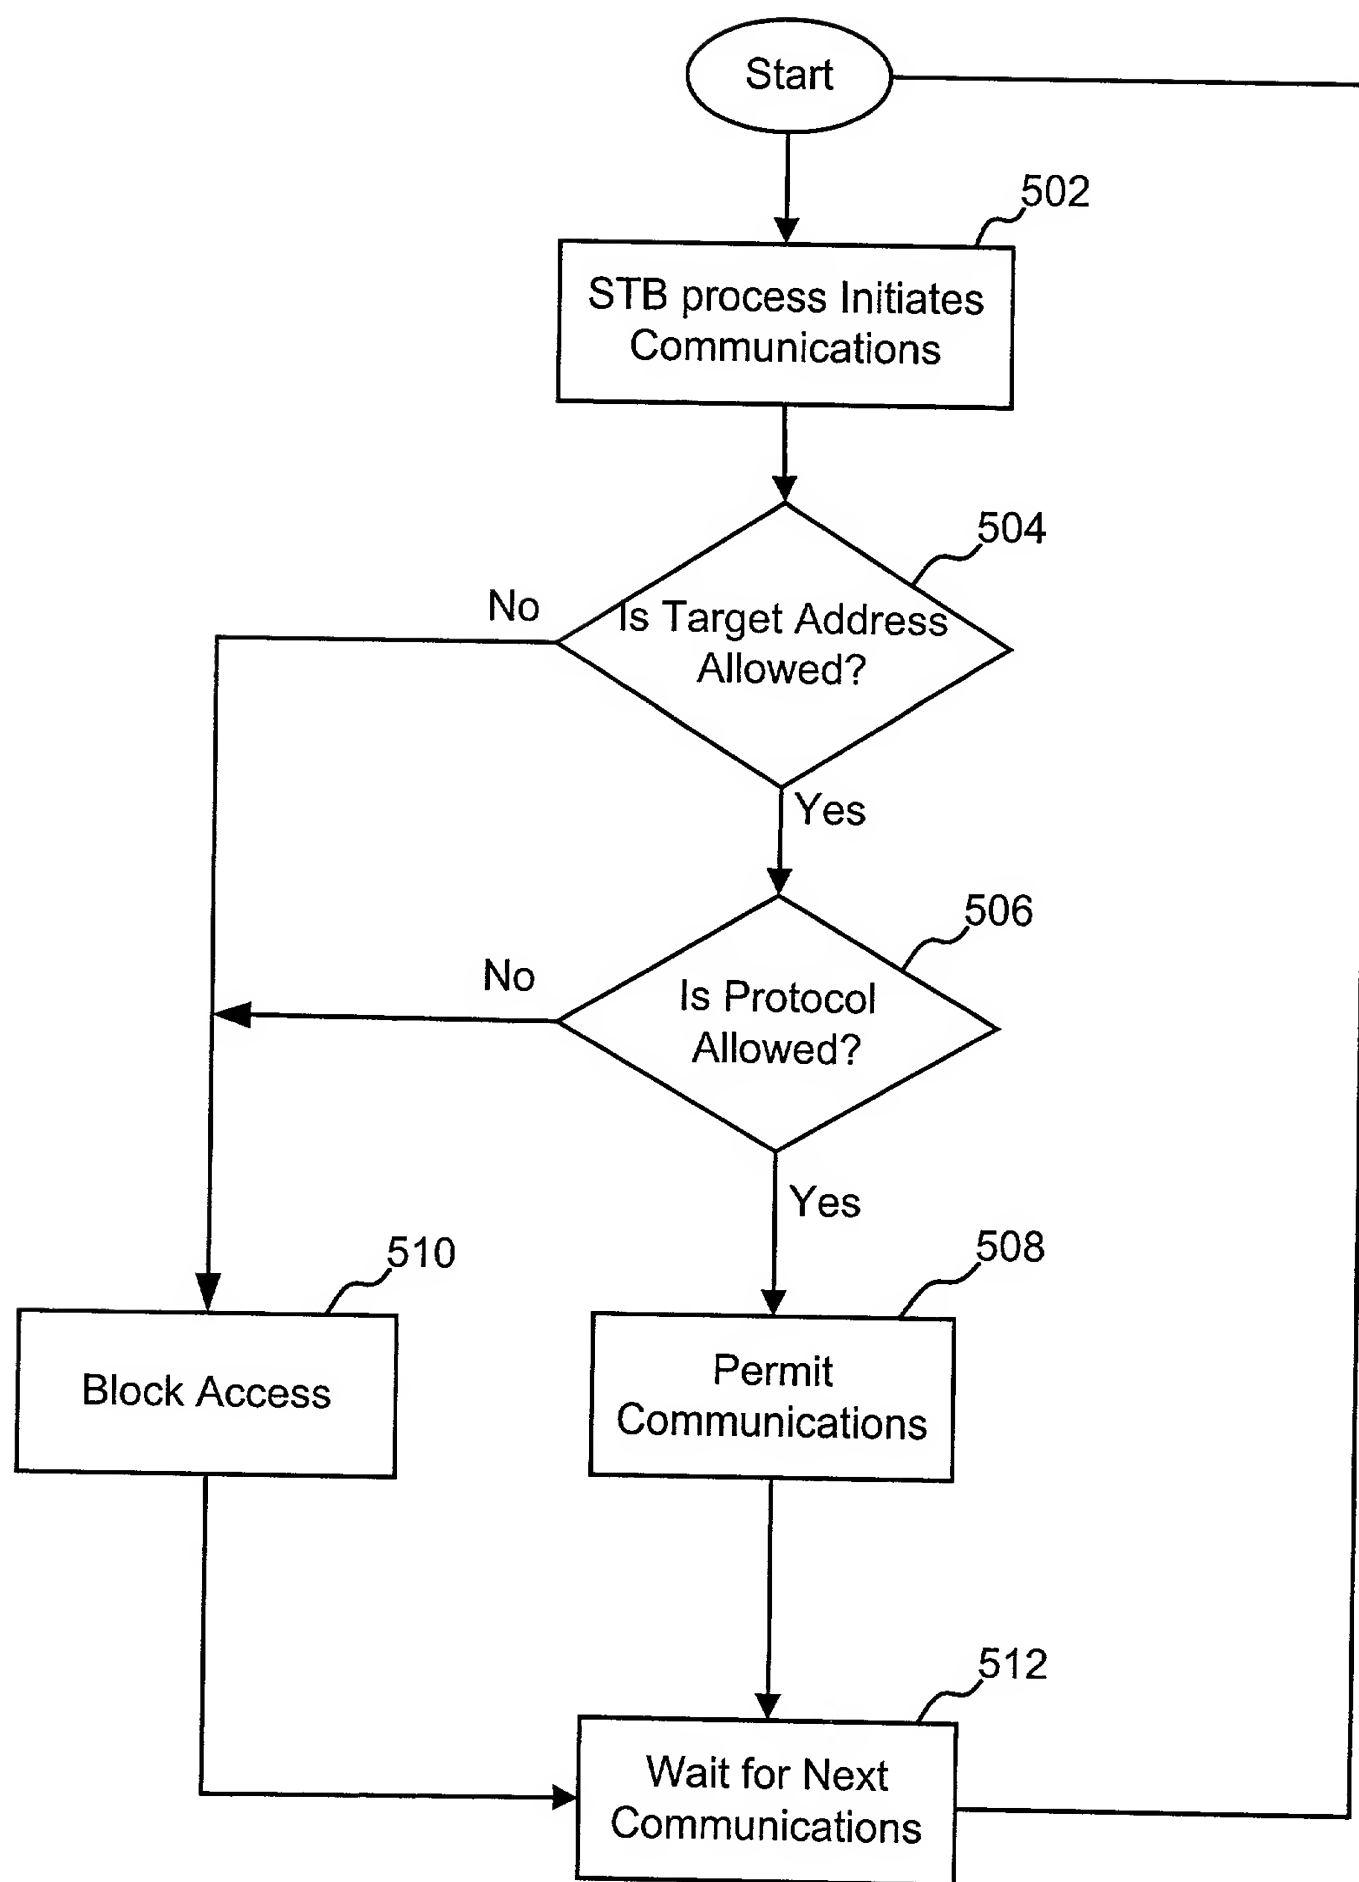 Start
502
STB process Initiates
Communications
504
No
Is Target Address
Allowed?
Yes
506
No
Is Protocol
Allowed?
Yes
510
508
Block Access
Permit
Communications
512
Wait for Next
Communications